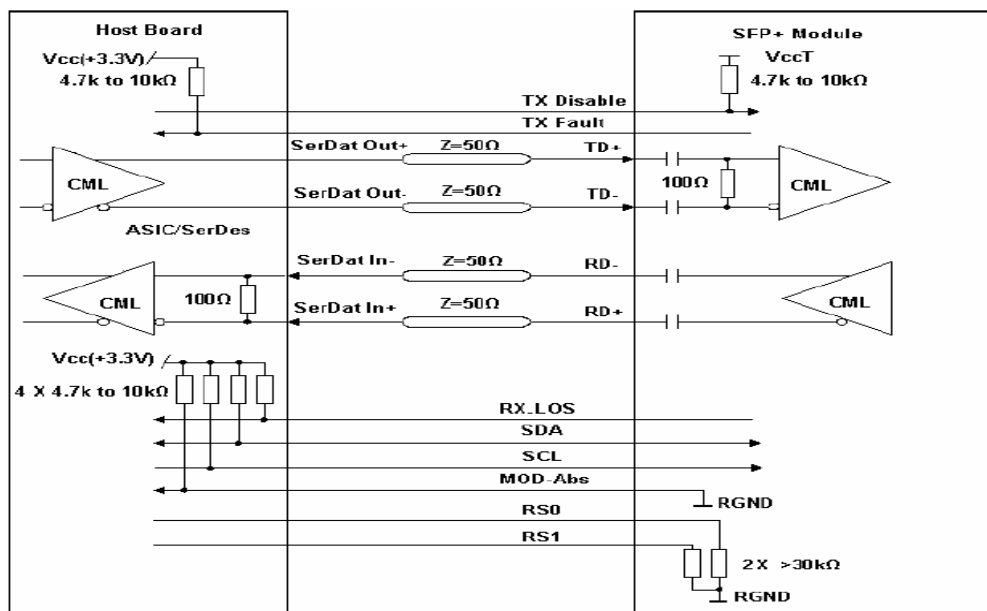 Host Board
SFP+ Module
Vcc(+3.3V)
4.7k to 10kΩ
VccT
4.7k to 10kΩ
TX Disable
TX Fault
SerDat Out+
Z=50Ω
TD+
CML
100Ω
CML
SerDat Out-
Z=50Ω
TD-
ASIC/SerDes
SerDat In-
Z=50Ω
RD-
CML
100Ω
SerDat In+
Z=50Ω
RD+
CML
Vcc(+3.3V)
4 X 4.7k to 10kΩ
RX_LOS
SDA
SCL
MOD-Abs
RGND
RS0
RS1
2 X >30kΩ
RGND